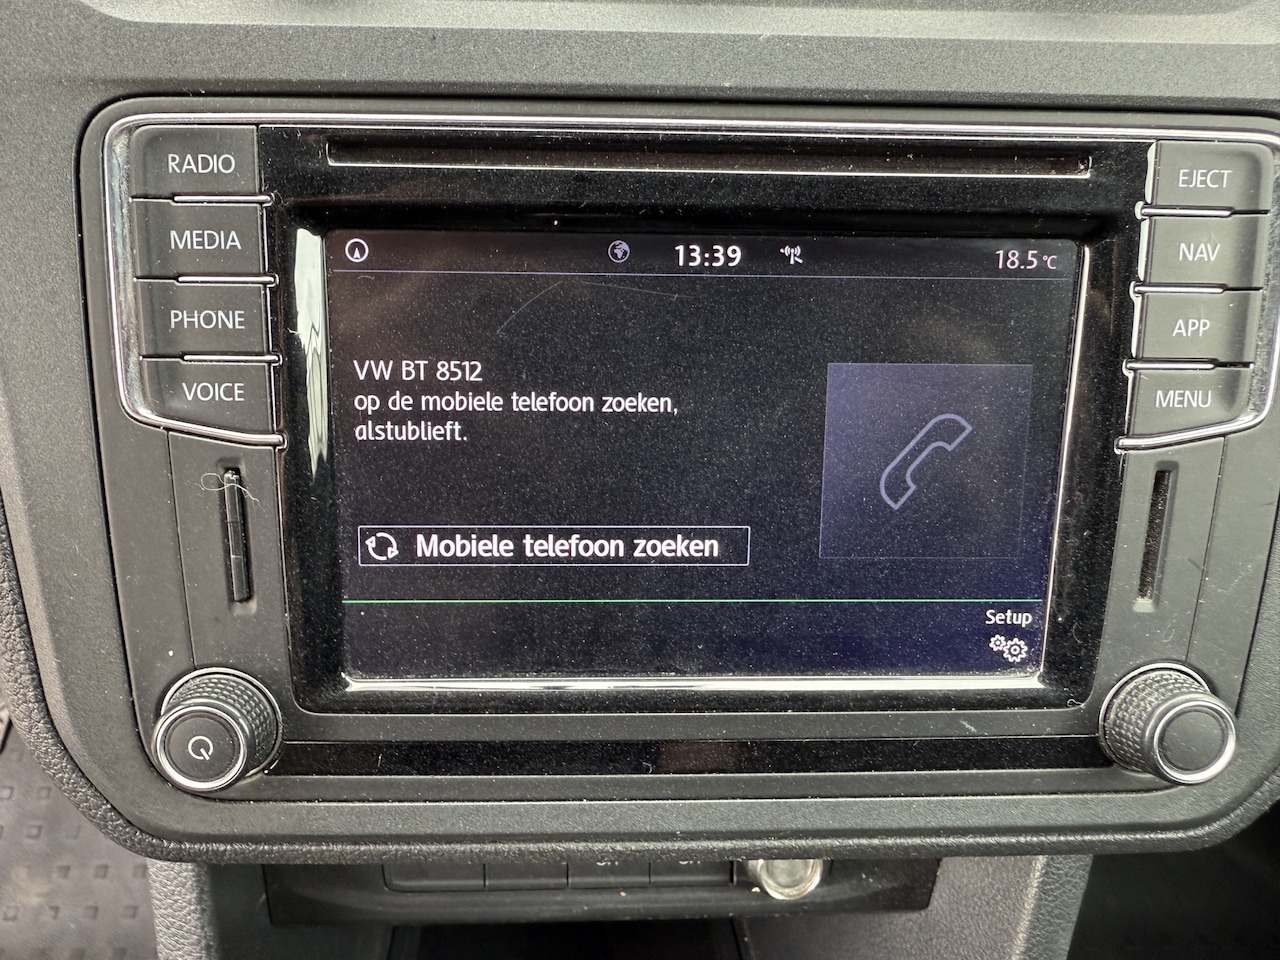 RADIO
MEDIA
PHONE
VOICE
EJECT
NAV
APP
MENU
13:39
18.5°C
VW BT 8512
op de mobiele telefoon zoeken,
alstublieft.
Mobiele telefoon zoeken
Setup